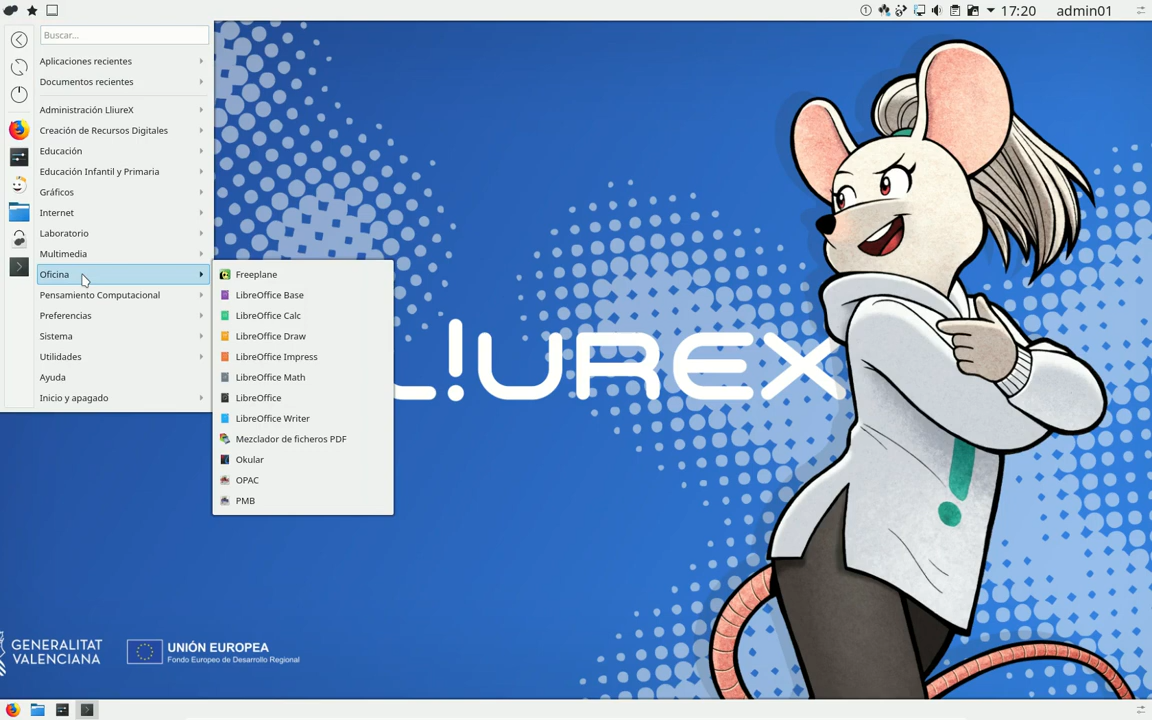 17:20
admin01
Buscar...
Aplicaciones recientes
Documentos recientes
Administración LliureX
Creación de Recursos Digitales
Educación
Educación Infantil y Primaria
Gráficos
Internet
Laboratorio
Multimedia
Oficina
Pensamiento Computacional
Preferencias
Sistema
Utilidades
Ayuda
Inicio y apagado
Freeplane
LibreOffice Base
LibreOffice Calc
LibreOffice Draw
LibreOffice Impress
LibreOffice Math
LibreOffice
LibreOffice Writer
Mezclador de ficheros PDF
Okular
OPAC
PMB
L!UREX
GENERALITAT
VALENCIANA
UNIÓN EUROPEA
Fondo Europeo de Desarrollo Regional